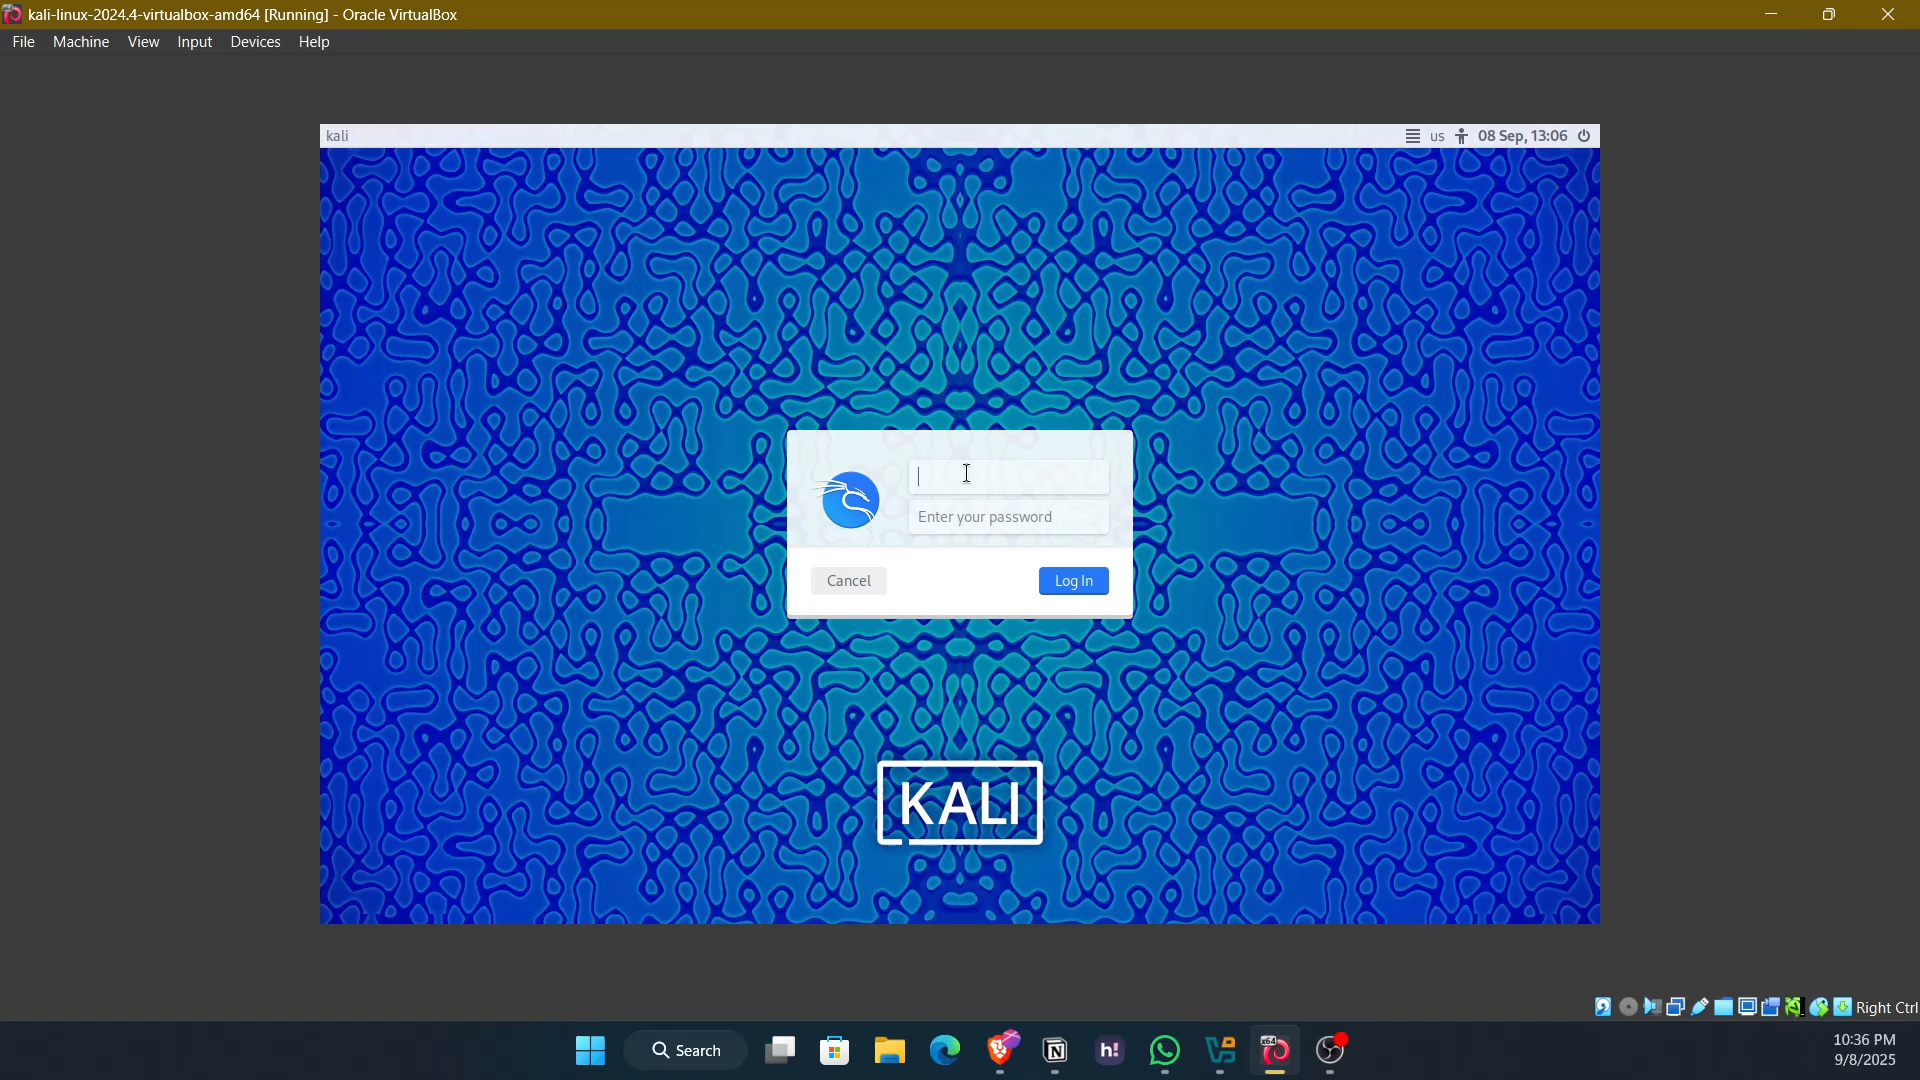 kali-linux-2024.4-virtualbox-amd64 [Running] - Oracle VirtualBox
File Machine View Input Devices Help
kali us 08 Sep, 13:06
Enter your password
Cancel Log In
KALI
Right Ctrl
Search h! x64 10:36 PM
9/8/2025